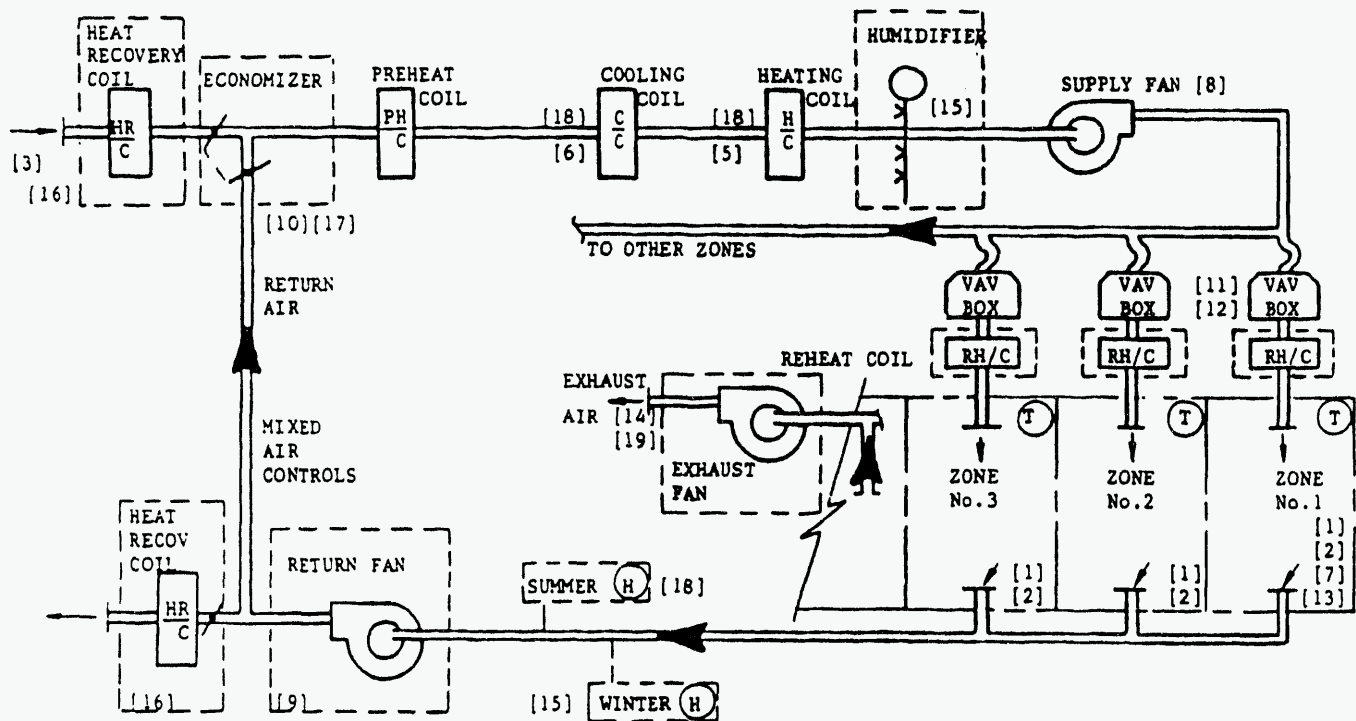 HEAT
RECOVERY
COIL
ECONOMIZER
PREHEAT
COIL
COOLING
COIL
HEATING
COIL
HUMIDIFIER
SUPPLY FAN [8]
HR
C
PH
C
[18]
[6]
C
C
[18]
[5]
H
C
[15]
[3]
[16]
[10][17]
TO OTHER ZONES
RETURN
AIR
VAV
BOX
VAV
BOX
[11]
[12]
VAV
BOX
RH/C
RH/C
RH/C
REHEAT COIL
EXHAUST
AIR [14]
[19]
EXHAUST
FAN
T
T
T
ZONE
No.3
ZONE
No.2
ZONE
No.1
MIXED
AIR
CONTROLS
[1]
[2]
[1]
[2]
[1]
[2]
[7]
[13]
HEAT
RECOV
COIL
RETURN FAN
SUMMER H [18]
HR
C
[16]
[9]
[15] WINTER H